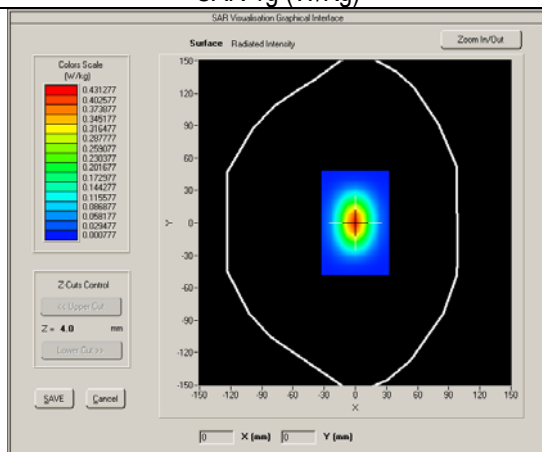 SAR 1g (W/Kg)
SAR Visualisation Graphical Interface
Surface Radiated Intensity
Zoom In/Out
Colors Scale
(W/kg)
0.431277
0.402577
0.373877
0.345177
0.316477
0.287777
0.259077
0.230377
0.201677
0.172977
0.144277
0.115577
0.086877
0.058177
0.029477
0.000777
150
120
90
60
30
Y 0
-30
-60
-90
-120
-150
-150 -120 -90 -60 -30 0 30 60 90 120 150
X
Z-Cuts Control
<< Upper Cut
Z = 4.0 mm
Lower Cut >>
SAVE Cancel
0 X (mm) 0 Y (mm)